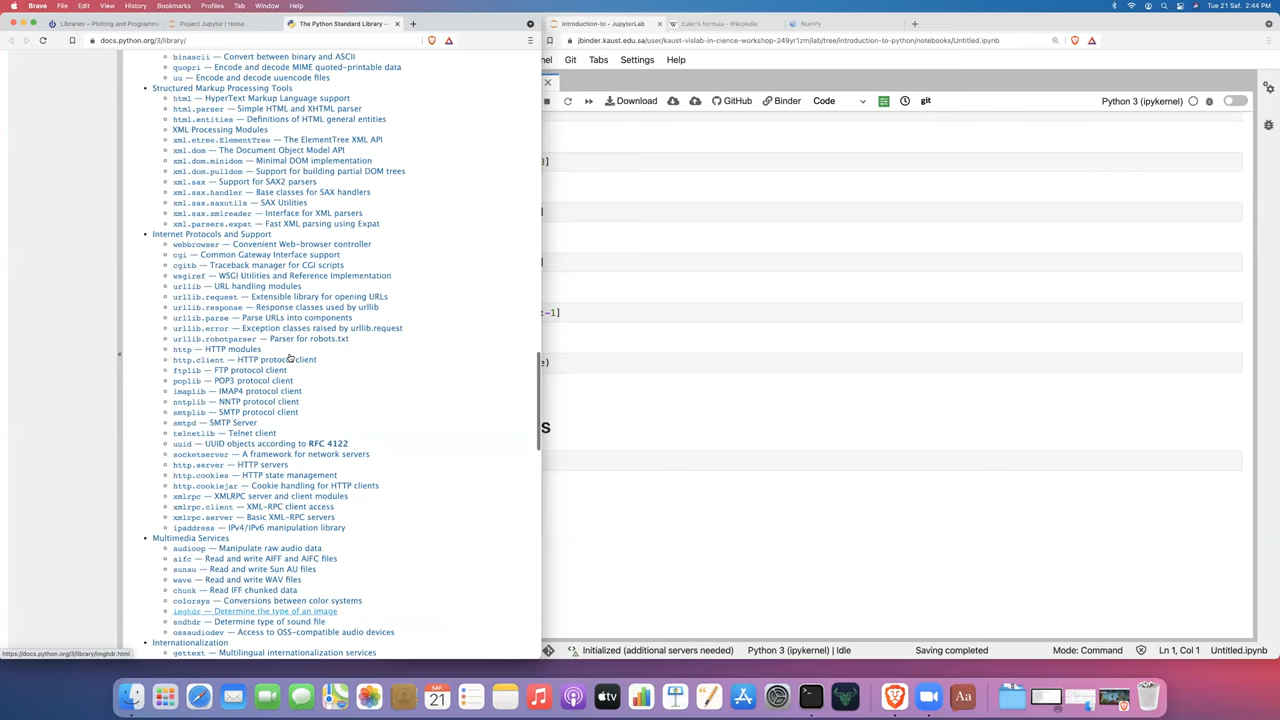 Brave File Edit View History Bookmarks Profiles Tab Window Help
Tue 21 Saf. 2:44 PM
Libraries — Plotting and Programm
Project Jupyter | Home
The Python Standard Library —
docs.python.org/3/library/
binascii — Convert between binary and ASCII
quopri — Encode and decode MIME quoted-printable data
uu — Encode and decode uuencode files
Structured Markup Processing Tools
html — HyperText Markup Language support
html.parser — Simple HTML and XHTML parser
html.entities — Definitions of HTML general entities
XML Processing Modules
xml.etree.ElementTree — The ElementTree XML API
xml.dom — The Document Object Model API
xml.dom.minidom — Minimal DOM implementation
xml.dom.pulldom — Support for building partial DOM trees
xml.sax — Support for SAX2 parsers
xml.sax.handler — Base classes for SAX handlers
xml.sax.saxutils — SAX Utilities
xml.sax.xmlreader — Interface for XML parsers
xml.parsers.expat — Fast XML parsing using Expat
Internet Protocols and Support
webbrowser — Convenient Web-browser controller
cgi — Common Gateway Interface support
cgitb — Traceback manager for CGI scripts
wsgiref — WSGI Utilities and Reference Implementation
urllib — URL handling modules
urllib.request — Extensible library for opening URLs
urllib.response — Response classes used by urllib
urllib.parse — Parse URLs into components
urllib.error — Exception classes raised by urllib.request
urllib.robotparser — Parser for robots.txt
http — HTTP modules
http.client — HTTP protocol client
ftplib — FTP protocol client
poplib — POP3 protocol client
imaplib — IMAP4 protocol client
nntplib — NNTP protocol client
smtplib — SMTP protocol client
smtpd — SMTP Server
telnetlib — Telnet client
uuid — UUID objects according to RFC 4122
socketserver — A framework for network servers
http.server — HTTP servers
http.cookies — HTTP state management
http.cookiejar — Cookie handling for HTTP clients
xmlrpc — XMLRPC server and client modules
xmlrpc.client — XML-RPC client access
xmlrpc.server — Basic XML-RPC servers
ipaddress — IPv4/IPv6 manipulation library
Multimedia Services
audioop — Manipulate raw audio data
aifc — Read and write AIFF and AIFC files
sunau — Read and write Sun AU files
wave — Read and write WAV files
chunk — Read IFF chunked data
colorsys — Conversions between color systems
imghdr — Determine the type of an image
sndhdr — Determine type of sound file
ossaudiodev — Access to OSS-compatible audio devices
Internationalization
gettext — Multilingual internationalization services
https://docs.python.org/3/library/imghdr.html
introduction-to — JupyterLab
Euler's formula – Wikipedia
NumPy
jbinder.kaust.edu.sa/user/kaust-vislab-in-cience-workshop-249yr1zm/lab/tree/introduction-to-python/notebooks/Untitled.ipynb
el Git Tabs Settings Help
Download GitHub Binder Code git Python 3 (ipykernel)
3]
]
]
:-1]
e)
s
Initialized (additional servers needed) Python 3 (ipykernel) | Idle Saving completed Mode: Command Ln 1, Col 1 Untitled.ipynb
SAF
21
tv
Aa